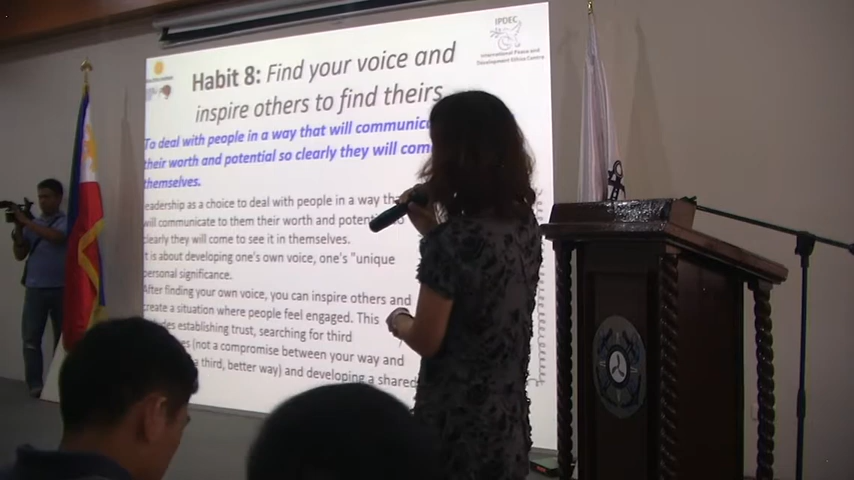 IPDEC
International Peace and
Development Ethics Centre
Habit 8: Find your voice and
inspire others to find theirs
To deal with people in a way that will communic
their worth and potential so clearly they will com
themselves.
eadership as a choice to deal with people in a way tha
will communicate to them their worth and potent so
clearly they will come to see it in themselves.
t is about developing one's own voice, one's "unique
personal significance.
After finding your own voice, you can inspire others and
create a situation where people feel engaged. This
des establishing trust, searching for third
es (not a compromise between your way and
a third, better way) and developing a shared